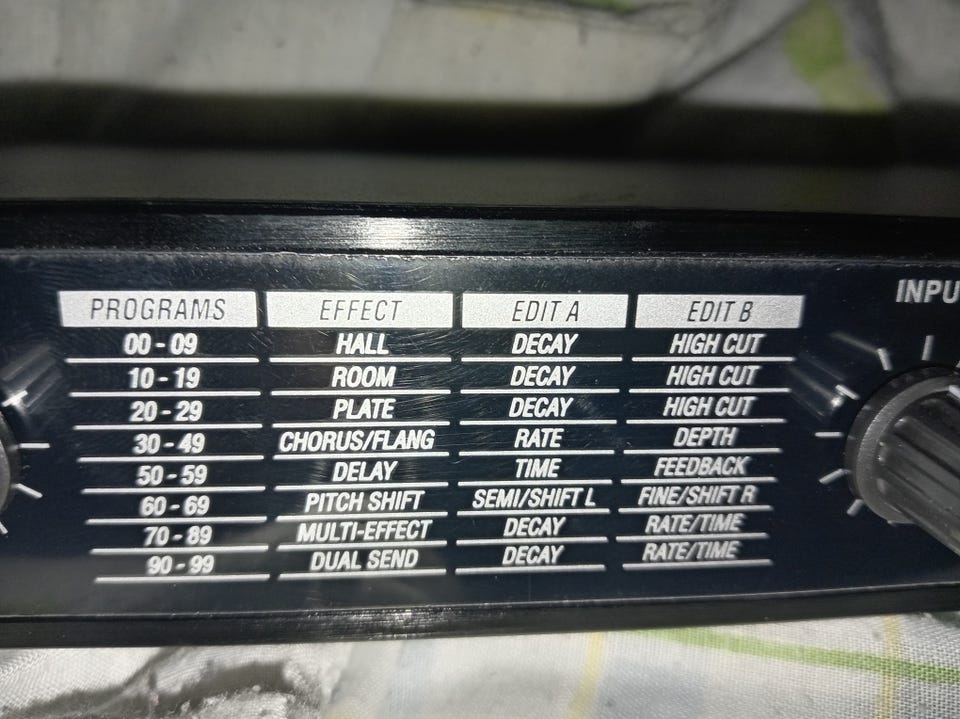 PROGRAMS EFFECT EDIT A EDIT B
00 - 09 HALL DECAY HIGH CUT
10 - 19 ROOM DECAY HIGH CUT
20 - 29 PLATE DECAY HIGH CUT
30 - 49 CHORUS/FLANG RATE DEPTH
50 - 59 DELAY TIME FEEDBACK
60 - 69 PITCH SHIFT SEMI/SHIFT L FINE/SHIFT R
70 - 89 MULTI-EFFECT DECAY RATE/TIME
90 - 99 DUAL SEND DECAY RATE/TIME
INPU